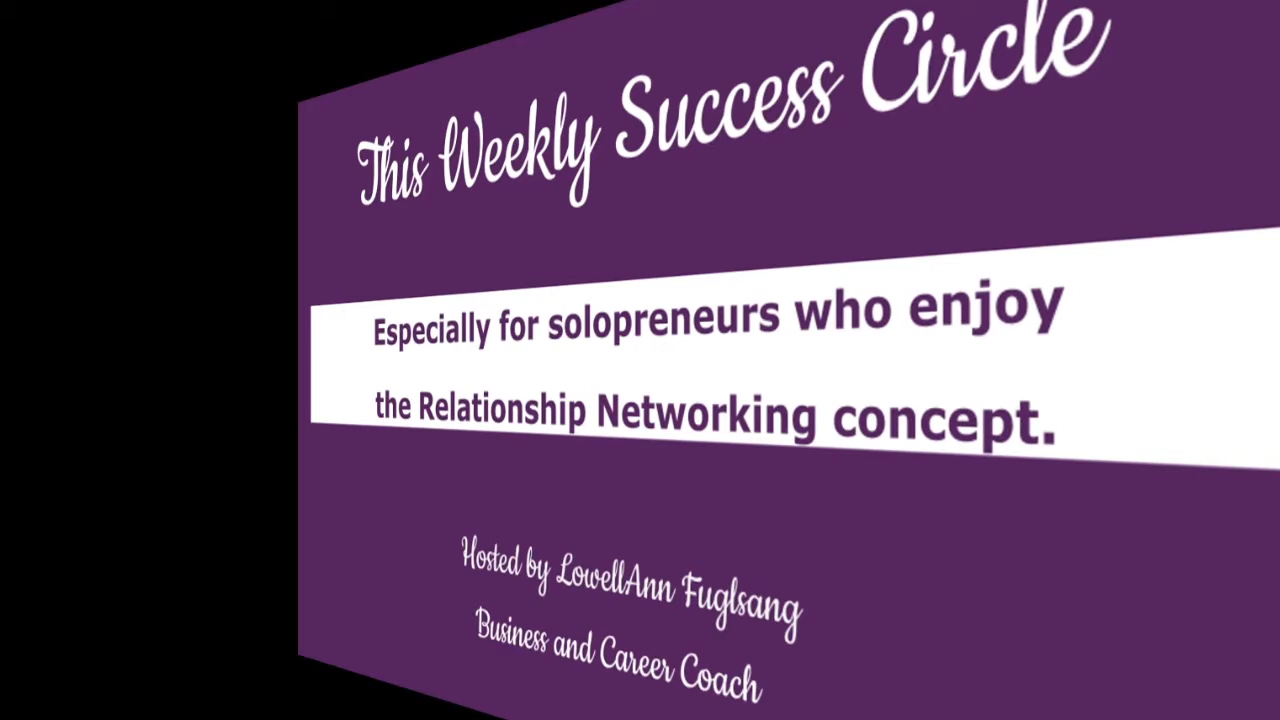 This Weekly Success Circle
Especially for solopreneurs who enjoy
the Relationship Networking concept.
Hosted by LowellAnn Fuglsang
Business and Career Coach